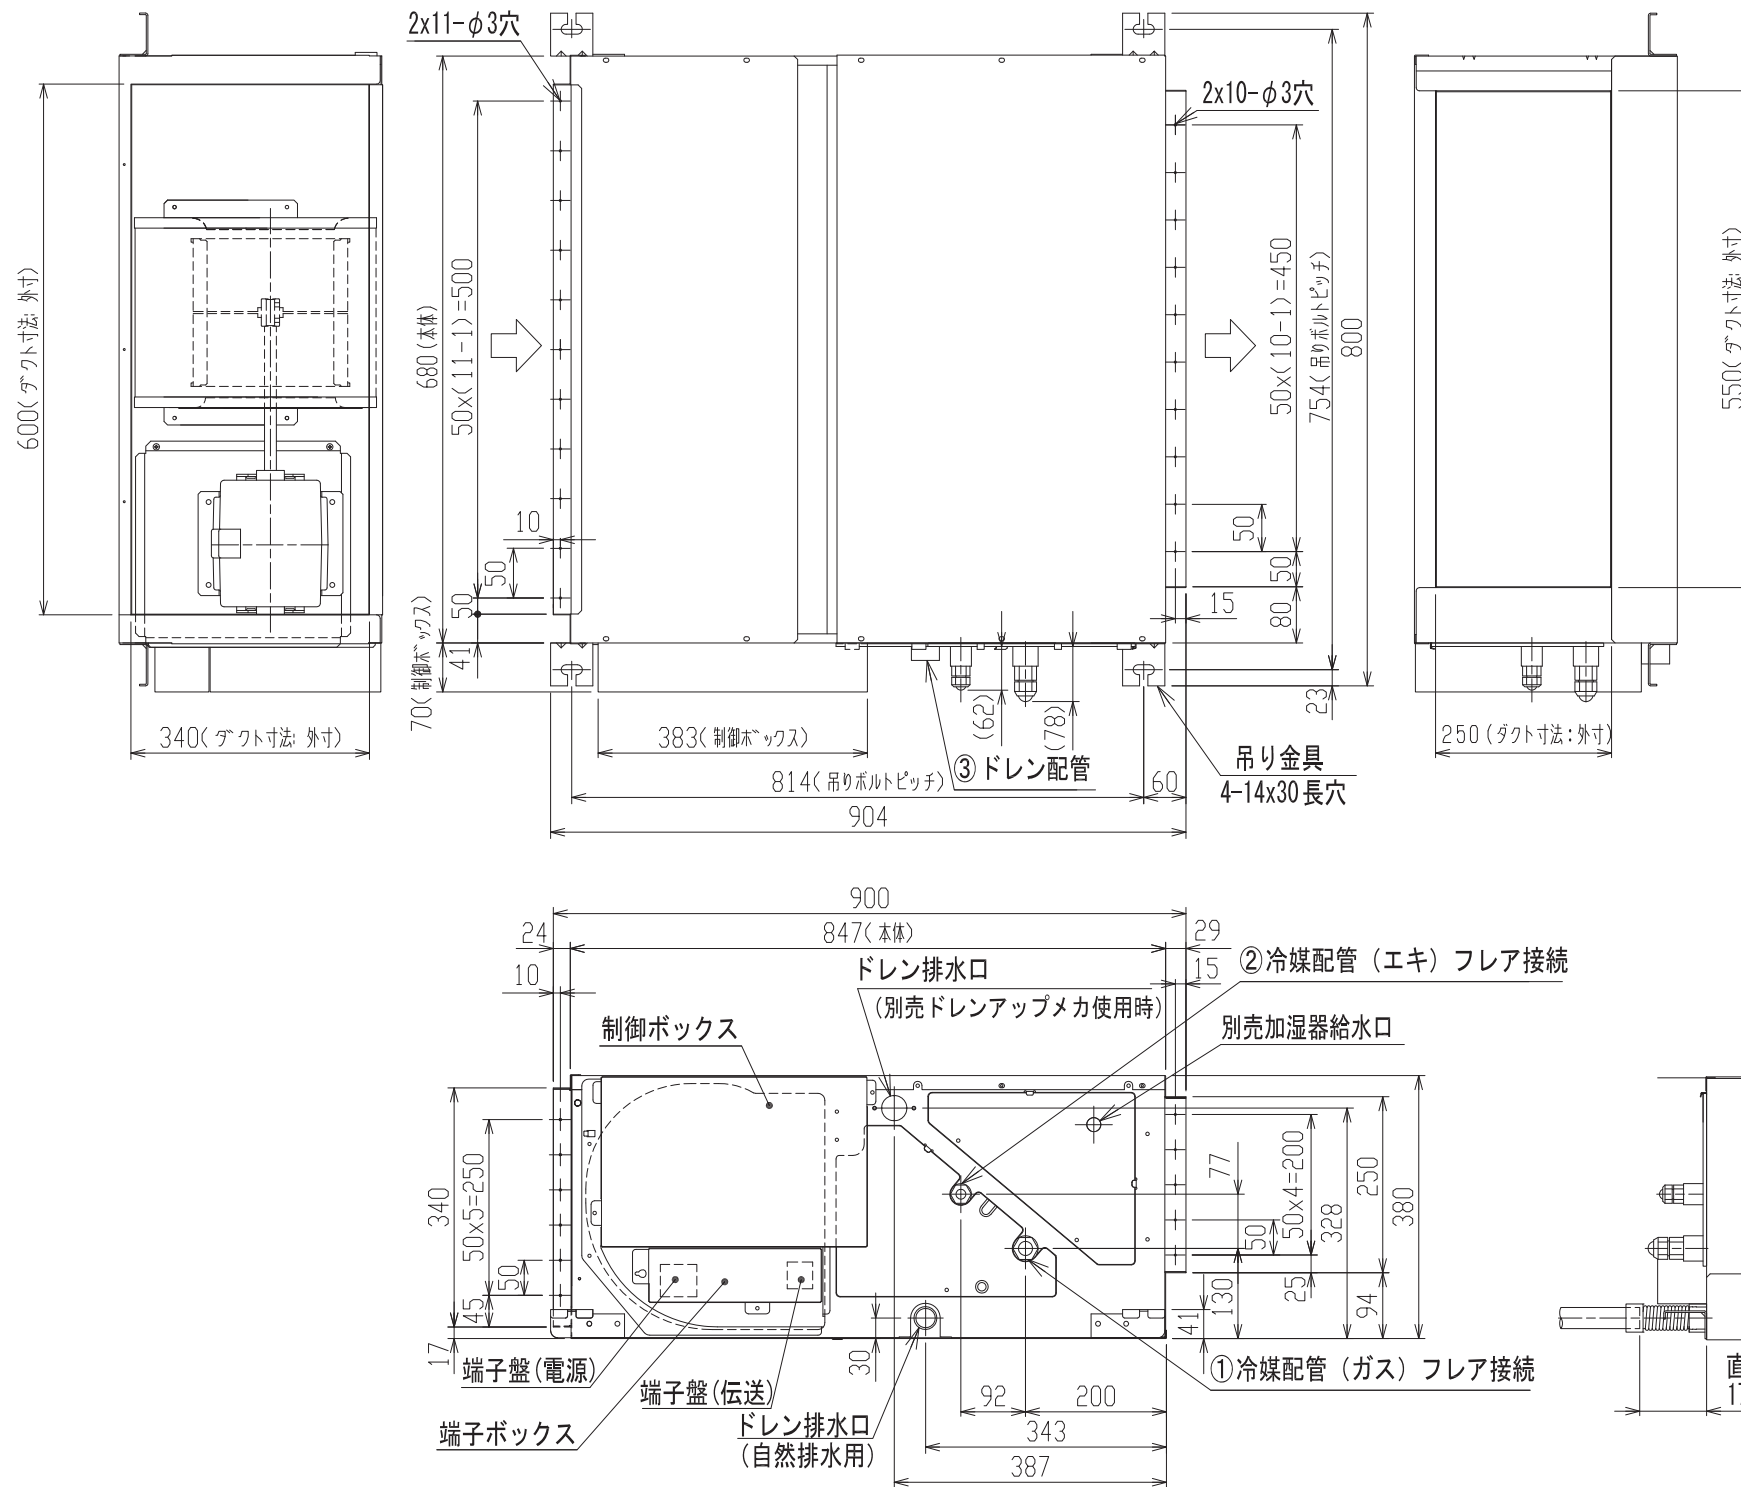 2x11-φ3穴
2x10-φ3穴
600(ダクト寸法:外寸)
680(本体)
50x(11-1)=500
10
50
50
41
70(制御ボックス)
50x(10-1)=450
754(吊りボルトピッチ)
800
50
50
80
15
23
550(ダクト寸法:外寸)
340(ダクト寸法:外寸)
383(制御ボックス)
(62)
(78)
③ドレン配管
814(吊りボルトピッチ)
60
904
吊り金具
4-14x30長穴
250(ダクト寸法:外寸)
900
24
847(本体)
29
10
15
ドレン排水口
(別売ドレンアップメカ使用時)
②冷媒配管(エキ)フレア接続
制御ボックス
別売加湿器給水口
340
50x5=250
50
45
17
77
50
50x4=200
328
250
380
130
25
94
41
30
端子盤(電源)
端子盤(伝送)
端子ボックス
ドレン排水口
(自然排水用)
①冷媒配管(ガス)フレア接続
92
200
343
387
直